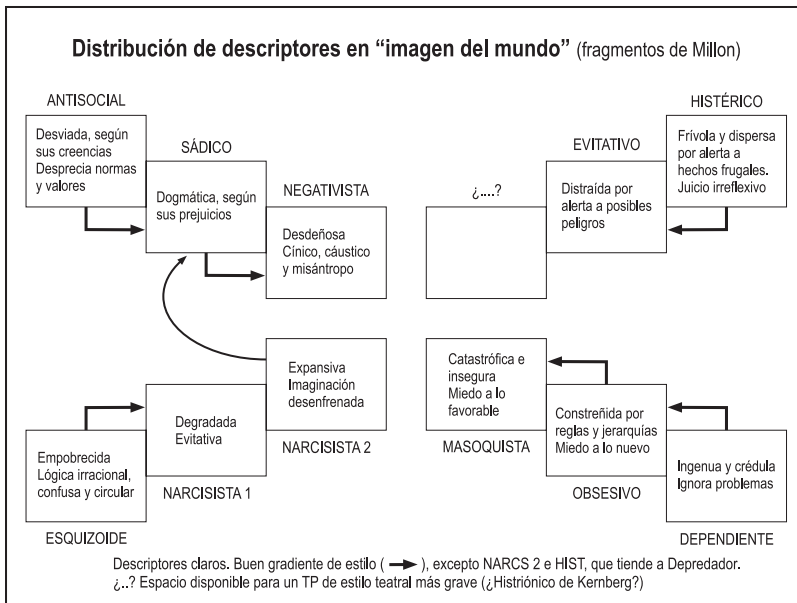 Distribución de descriptores en “imagen del mundo” (fragmentos de Millon)
ANTISOCIAL
Desviada, según
sus creencias
Desprecia normas
y valores
SÁDICO
Dogmática, según
sus prejuicios
NEGATIVISTA
Desdeñosa
Cínico, cáustico
y misántropo
¿....?
EVITATIVO
Distraída por
alerta a posibles
peligros
HISTÉRICO
Frívola y dispersa
por alerta a
hechos frugales.
Juicio irreflexivo
Empobrecida
Lógica irracional,
confusa y circular
ESQUIZOIDE
Degradada
Evitativa
NARCISISTA 1
Expansiva
Imaginación
desenfrenada
NARCISISTA 2
Catastrófica e
insegura
Miedo a lo
favorable
MASOQUISTA
Constreñida por
reglas y jerarquías
Miedo a lo nuevo
OBSESIVO
Ingenua y crédula
Ignora problemas
DEPENDIENTE
Descriptores claros. Buen gradiente de estilo ( ), excepto NARCS 2 e HIST, que tiende a Depredador.
¿..? Espacio disponible para un TP de estilo teatral más grave (¿Histriónico de Kernberg?)